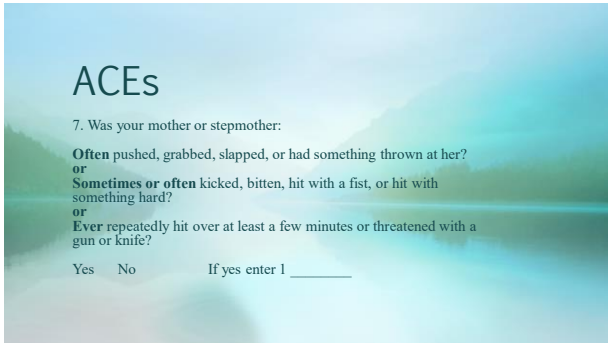 ACEs
7. Was your mother or stepmother:
Often pushed, grabbed, slapped, or had something thrown at her?
or
Sometimes or often kicked, bitten, hit with a fist, or hit with
something hard?
or
Ever repeatedly hit over at least a few minutes or threatened with a
gun or knife?
Yes No If yes enter 1 ________